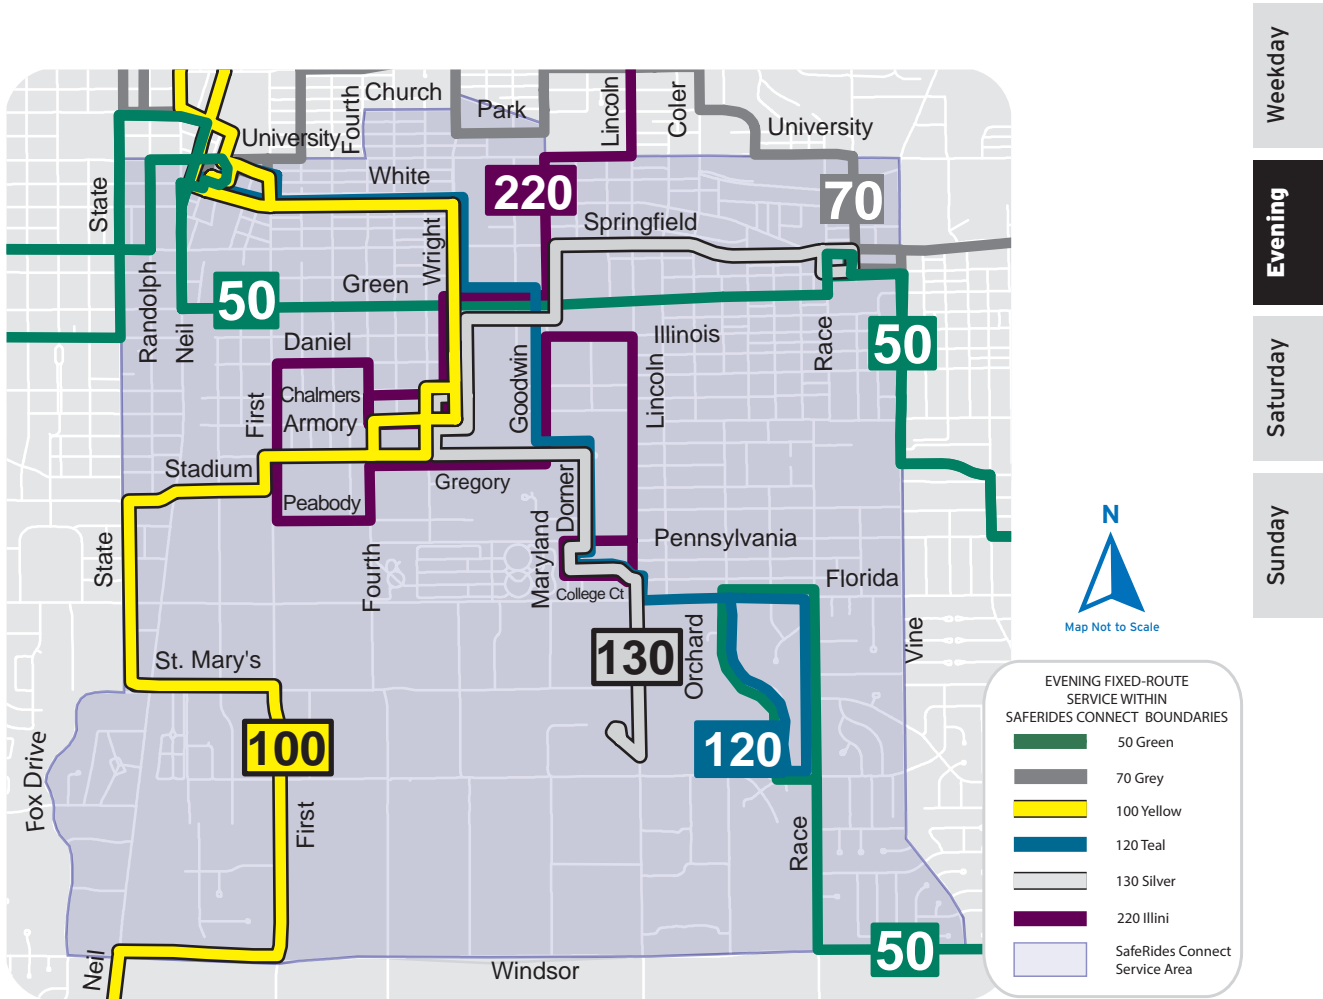 Weekday
Evening
Saturday
Sunday
Church
Park
Fourth
University
Lincoln
Coler
University
White
220
70
State
Springfield
Wright
Randolph
Neil
50
Green
Daniel
Illinois
Race
50
Chalmers
Armory
First
Goodwin
Lincoln
Stadium
Peabody
Gregory
Dorner
Maryland
Pennsylvania
State
Fourth
College Ct
Florida
N
Map Not to Scale
St. Mary's
130
Orchard
Vine
100
120
Fox Drive
First
Race
Neil
Windsor
50
EVENING FIXED-ROUTE
SERVICE WITHIN
SAFERIDES CONNECT BOUNDARIES
50 Green
70 Grey
100 Yellow
120 Teal
130 Silver
220 Illini
SafeRides Connect
Service Area